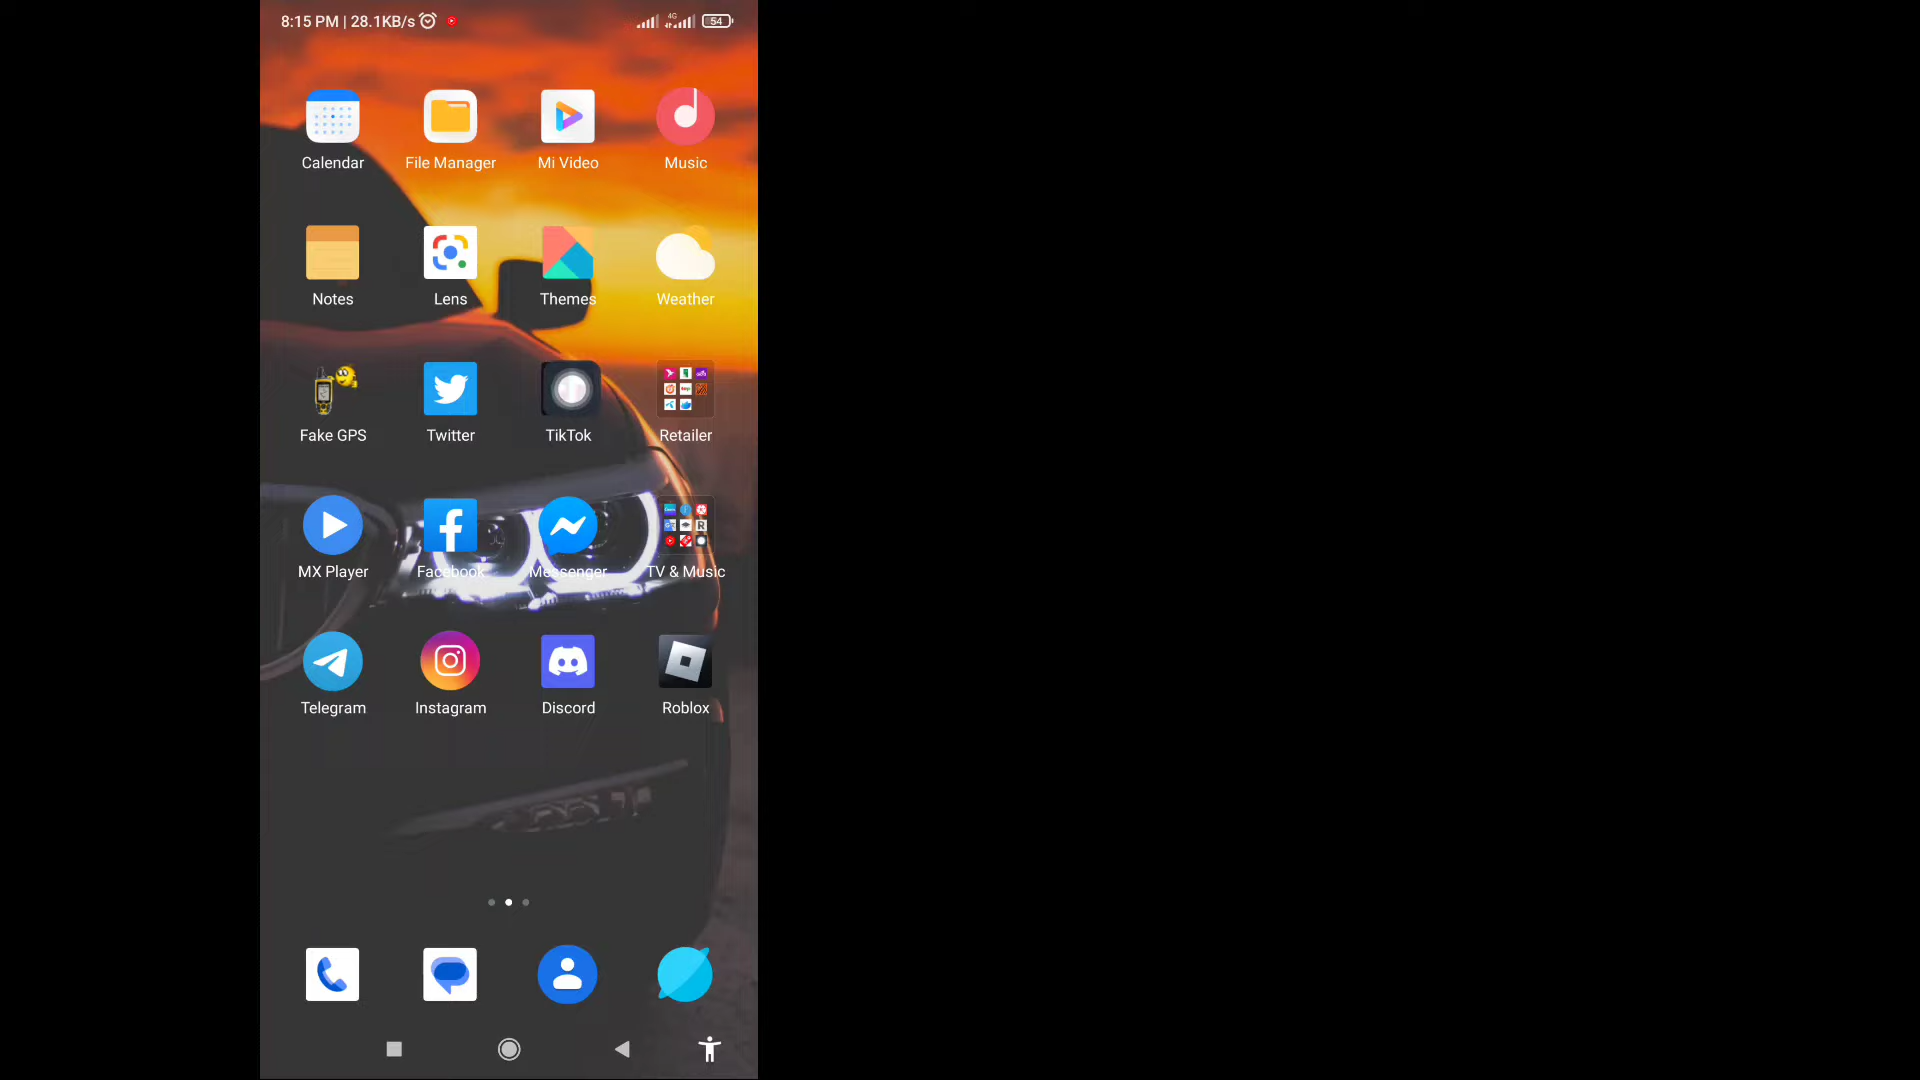 8:15 PM | 28.1KB/s
4G
54
Calendar
File Manager
Mi Video
Music
Notes
Lens
Themes
Weather
Fake GPS
Twitter
TikTok
Retailer
MX Player
Facebook
Messenger
TV & Music
Telegram
Instagram
Discord
Roblox